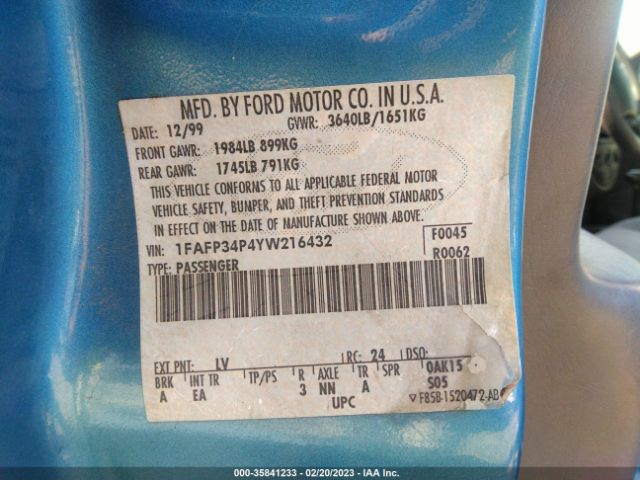 MFD. BY FORD MOTOR CO. IN U.S.A.
DATE: 12/99 GVWR: 3640LB/1651KG
FRONT GAWR: 1984LB 899KG
REAR GAWR: 1745LB 791KG
THIS VEHICLE CONFORMS TO ALL APPLICABLE FEDERAL MOTOR
VEHICLE SAFETY, BUMPER, AND THEFT PREVENTION STANDARDS
IN EFFECT ON THE DATE OF MANUFACTURE SHOWN ABOVE.
VIN: 1FAFP34P4YW216432 F0045
TYPE: PASSENGER R0062
EXT PNT: LV RC: 24 DSO:
BRK INT TR TP/PS R AXLE TR SPR 0AK15
A EA 3 NN A S05
UPC ▽F85B-1520472-AB
000-35841233 - 02/20/2023 - IAA Inc.